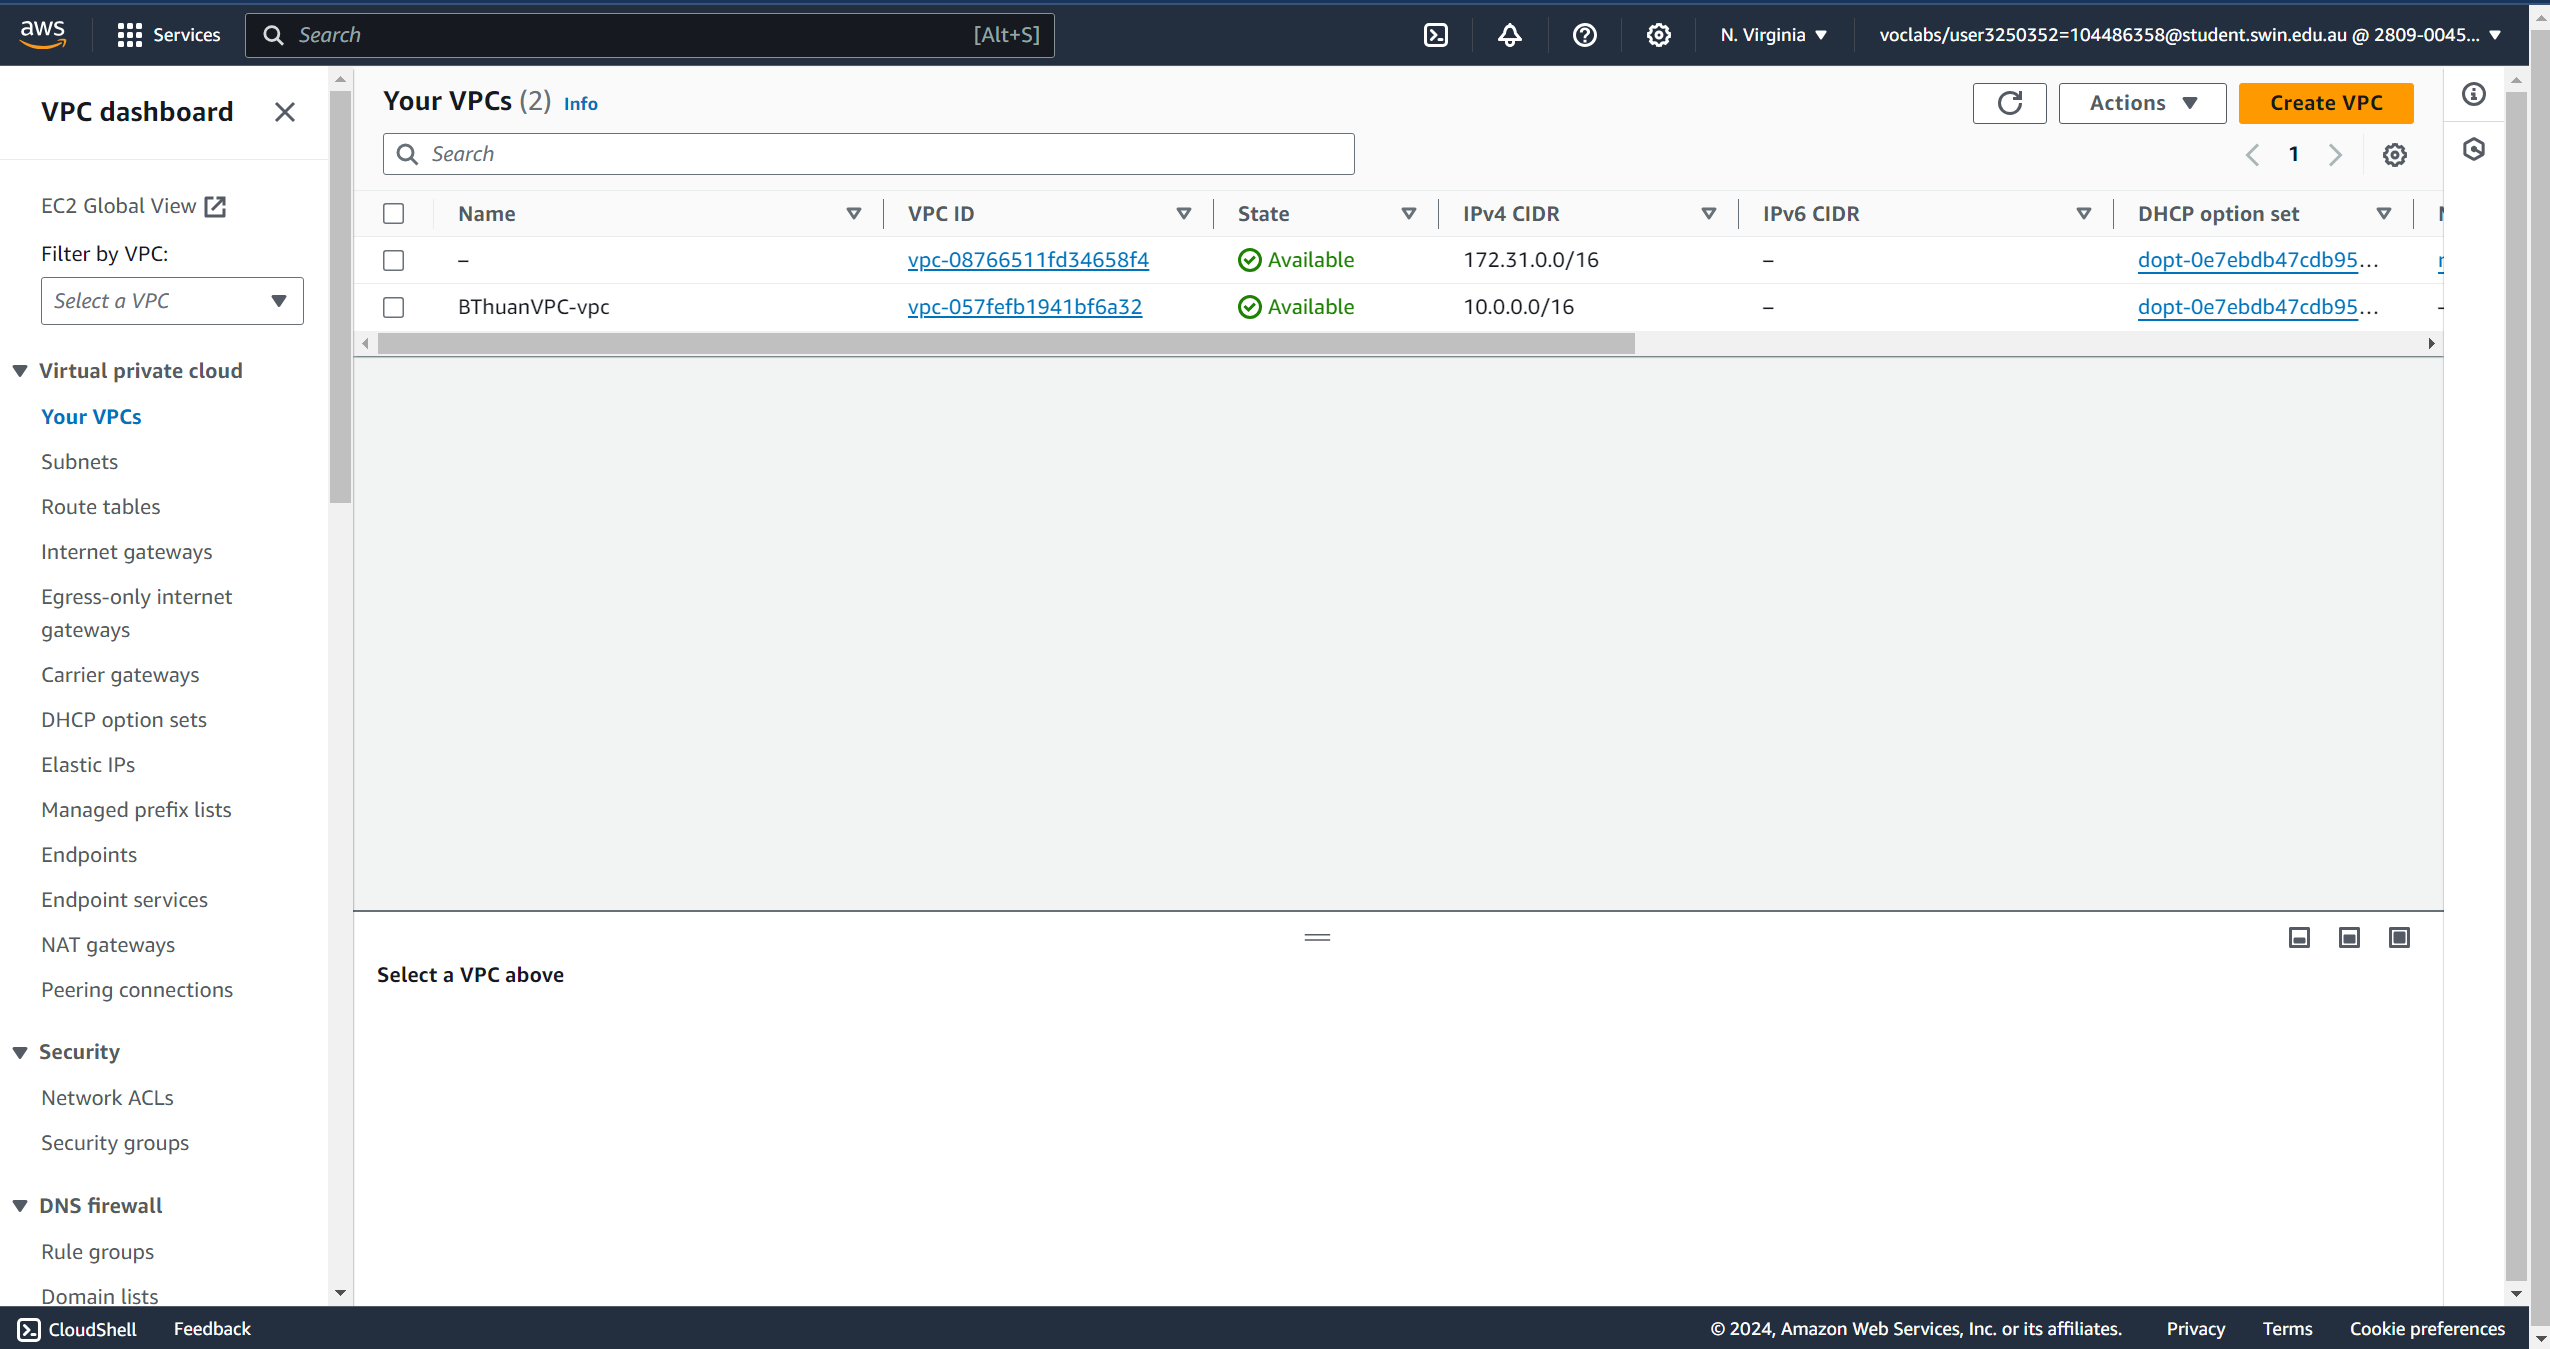 aws
Services
Search [Alt+S]
N. Virginia
voclabs/user3250352=104486358@student.swin.edu.au @ 2809-0045...
VPC dashboard
EC2 Global View
Filter by VPC:
Select a VPC
Virtual private cloud
Your VPCs
Subnets
Route tables
Internet gateways
Egress-only internet
gateways
Carrier gateways
DHCP option sets
Elastic IPs
Managed prefix lists
Endpoints
Endpoint services
NAT gateways
Peering connections
Security
Network ACLs
Security groups
DNS firewall
Rule groups
Domain lists
Your VPCs (2) Info
Actions
Create VPC
Search
1
Name VPC ID State IPv4 CIDR IPv6 CIDR DHCP option set
– vpc-08766511fd34658f4 Available 172.31.0.0/16 – dopt-0e7ebdb47cdb95...
BThuanVPC-vpc vpc-057fefb1941bf6a32 Available 10.0.0.0/16 – dopt-0e7ebdb47cdb95...
Select a VPC above
CloudShell Feedback
© 2024, Amazon Web Services, Inc. or its affiliates. Privacy Terms Cookie preferences